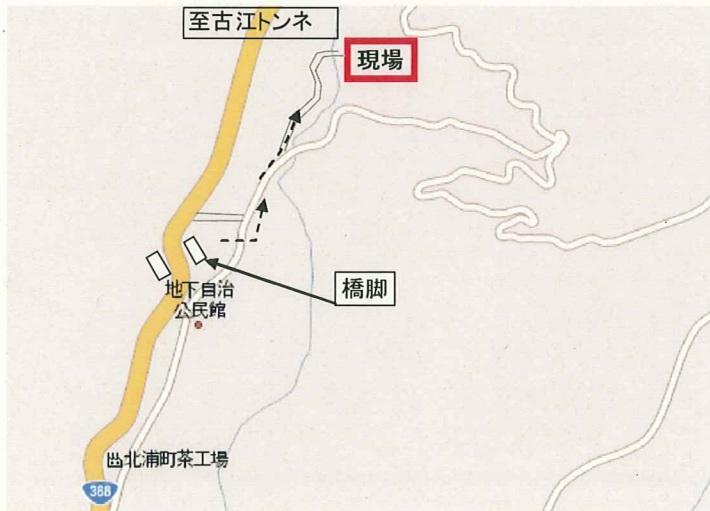 至古江トンネ
現場
橋脚
地下自治
公民館
北浦町茶工場
388